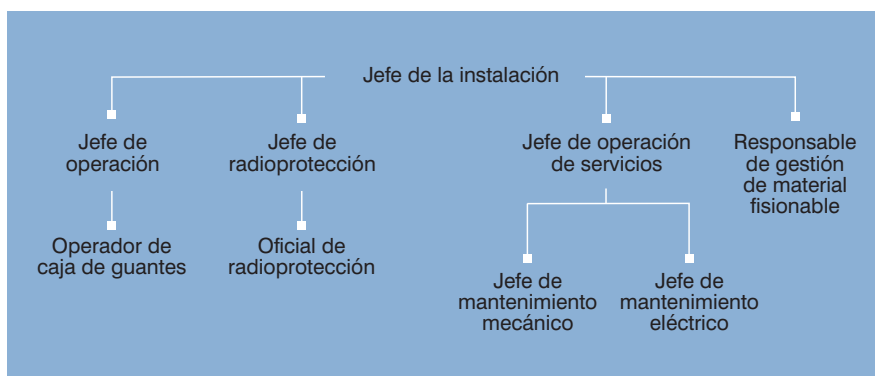 Jefe de la instalación
Jefe de
operación
Jefe de
radioprotección
Jefe de operación
de servicios
Responsable
de gestión
de material
fisionable
Operador de
caja de guantes
Oficial de
radioprotección
Jefe de
mantenimiento
mecánico
Jefe de
mantenimiento
eléctrico